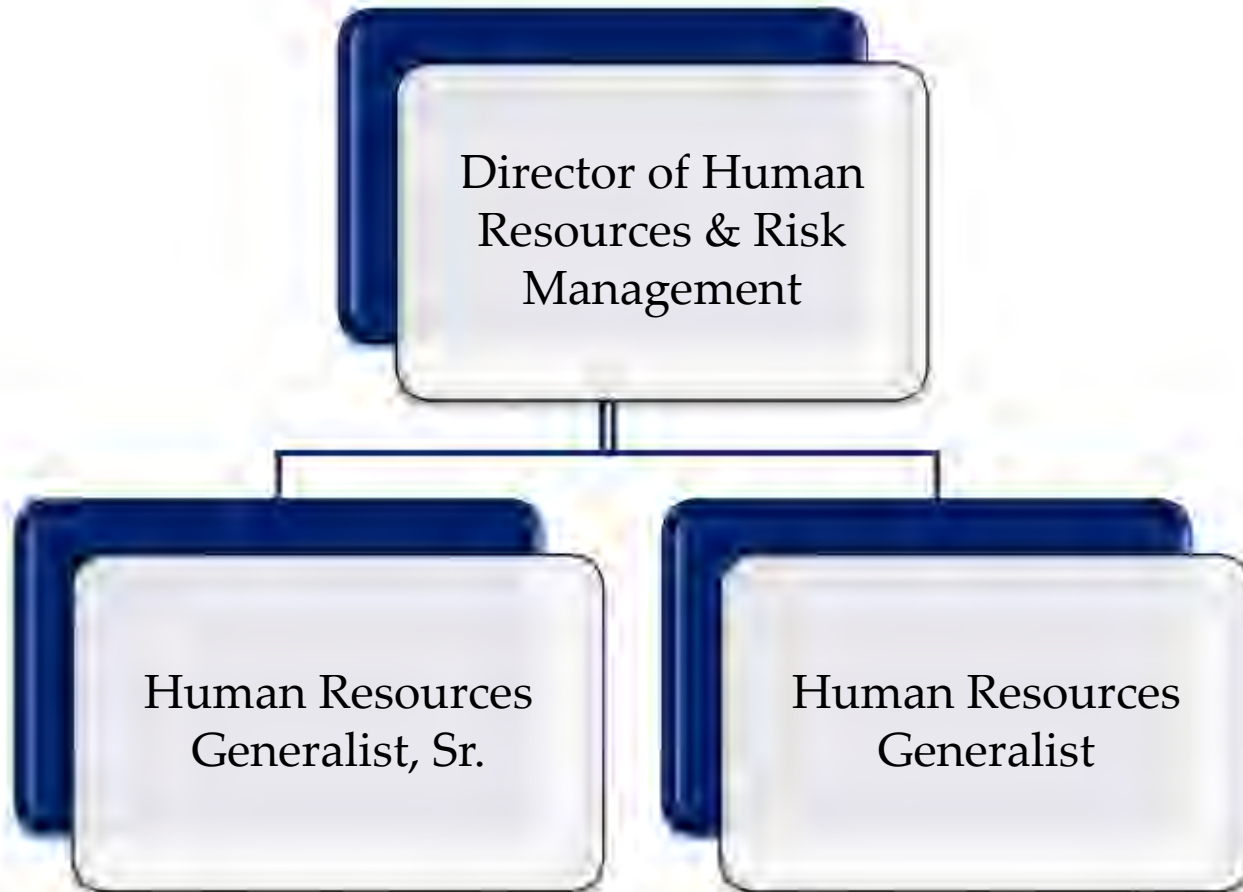 Director of Human
Resources & Risk
Management
Human Resources
Generalist, Sr.
Human Resources
Generalist